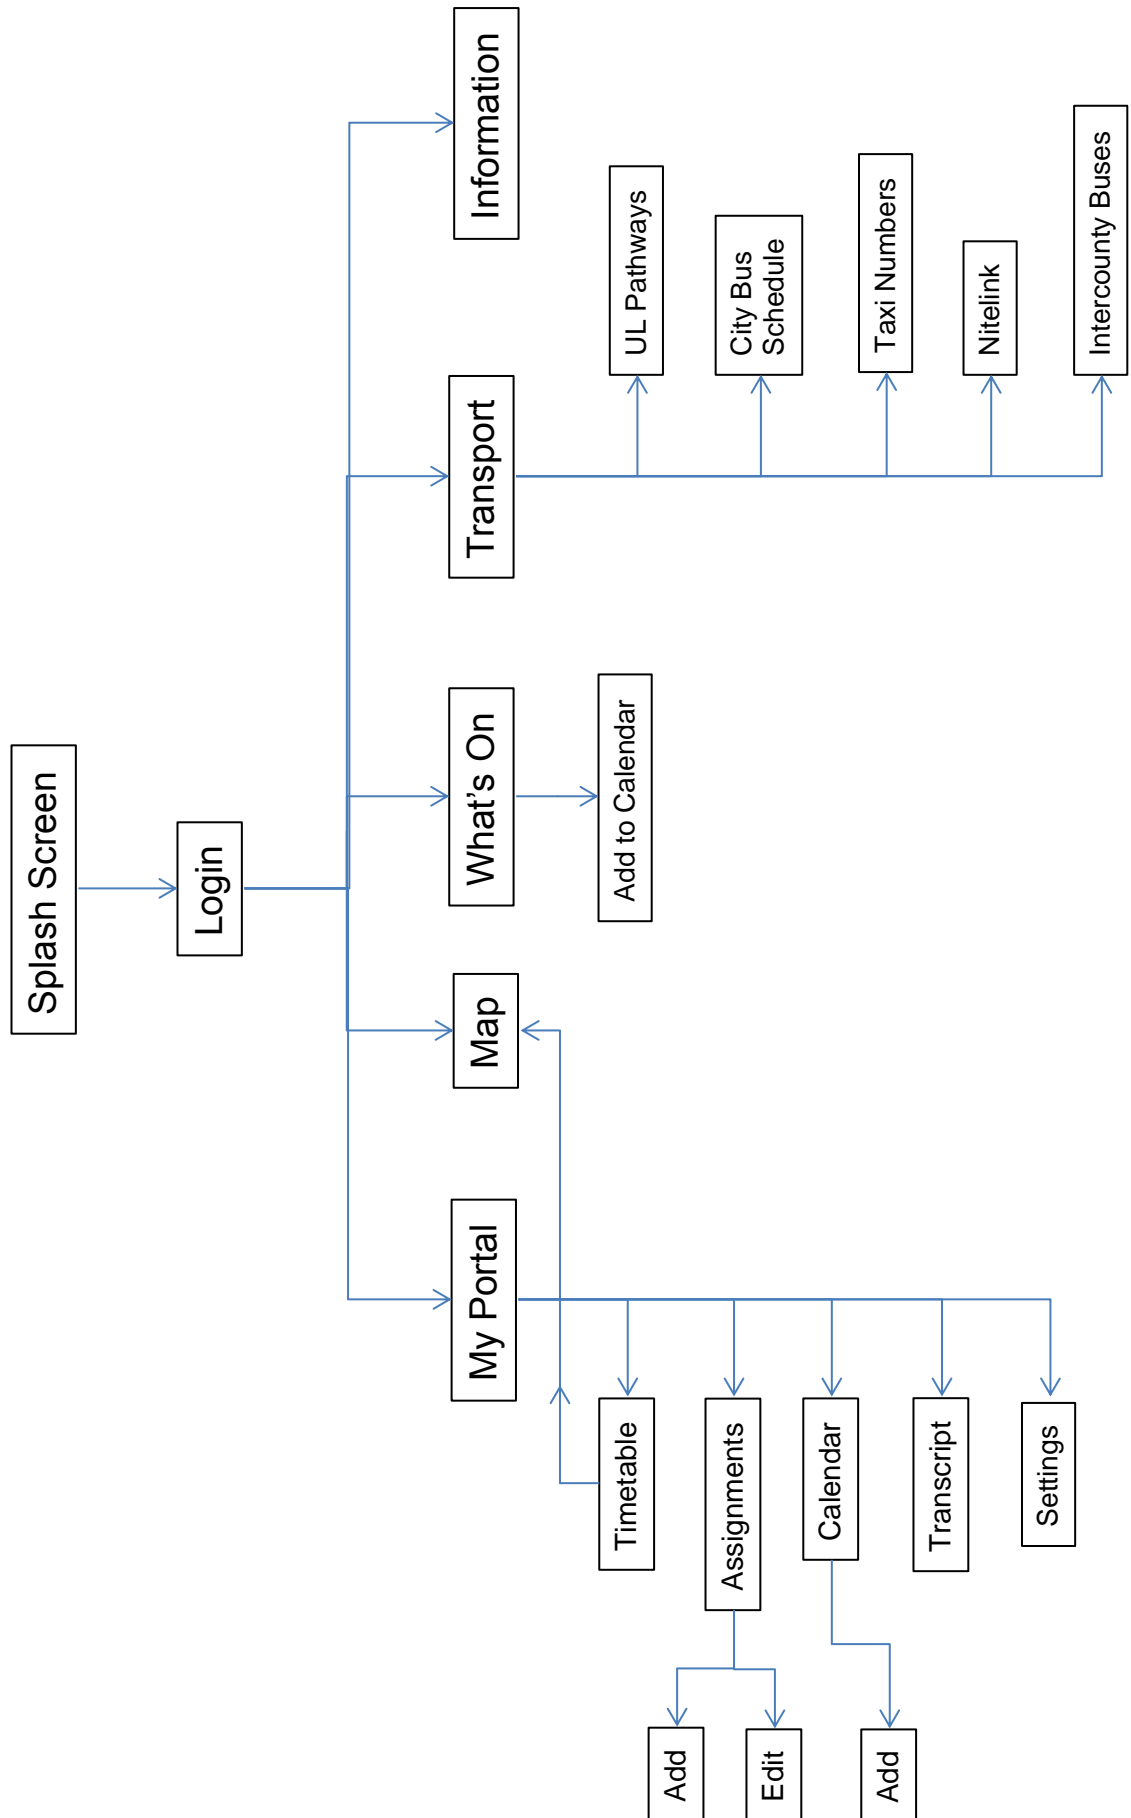 Splash Screen
Login
My Portal
Map
What's On
Transport
Information
Timetable
Assignments
Calendar
Transcript
Settings
Add
Edit
Add
Add to Calendar
UL Pathways
City Bus
Schedule
Taxi Numbers
Nitelink
Intercounty Buses